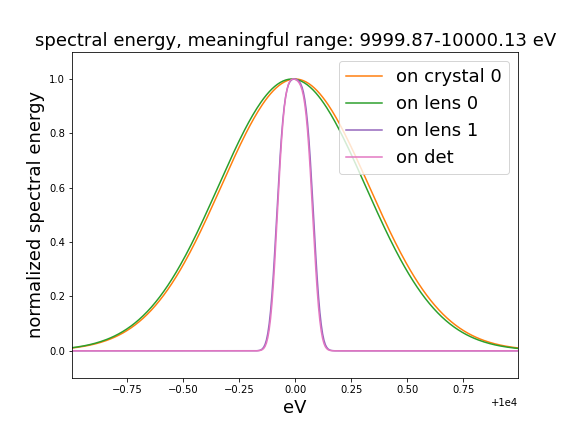 spectral energy, meaningful range: 9999.87-10000.13 eV
on crystal 0
on lens 0
on lens 1
on det
normalized spectral energy
1.0
0.8
0.6
0.4
0.2
0.0
−0.75
−0.50
−0.25
0.00
0.25
0.50
0.75
eV
+1e4